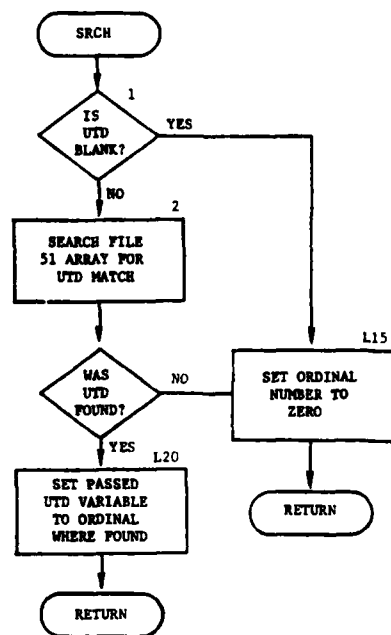 SRCH
1
IS
UTD
BLANK?
YES
NO
2
SEARCH FILE
51 ARRAY FOR
UTD MATCH
WAS
UTD
FOUND?
NO
YES
L15
SET ORDINAL
NUMBER TO
ZERO
L20
SET PASSED
UTD VARIABLE
TO ORDINAL
WHERE FOUND
RETURN
RETURN